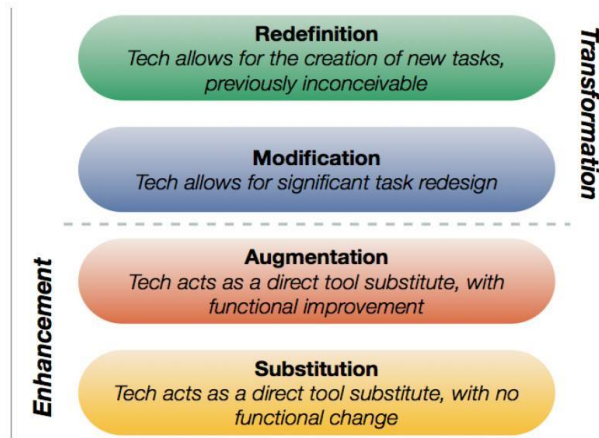 Redefinition
Tech allows for the creation of new tasks,
previously inconceivable
Modification
Tech allows for significant task redesign
Transformation
Augmentation
Tech acts as a direct tool substitute, with
functional improvement
Substitution
Tech acts as a direct tool substitute, with no
functional change
Enhancement